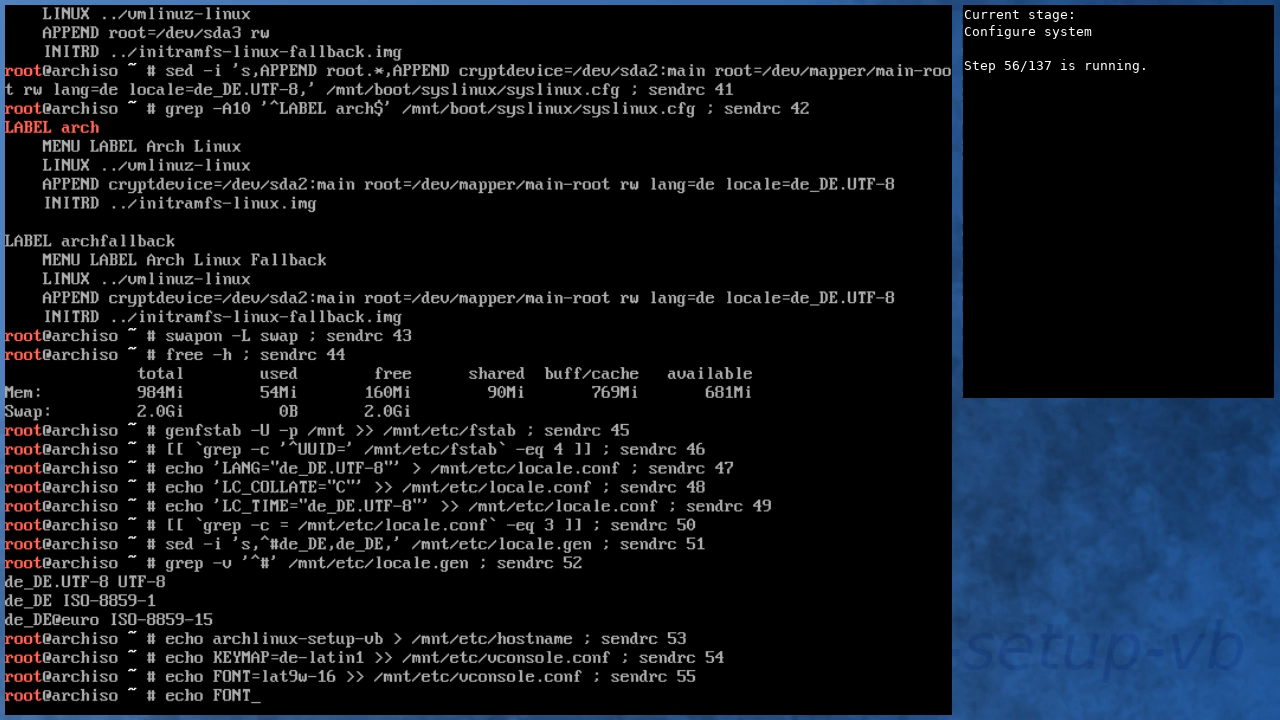 LINUX ../vmlinuz-linux
    APPEND root=/dev/sda3 rw
    INITRD ../initramfs-linux-fallback.img
root@archiso ~ # sed -i 's,APPEND root.*,APPEND cryptdevice=/dev/sda2:main root=/dev/mapper/main-roo
t rw lang=de locale=de_DE.UTF-8,' /mnt/boot/syslinux/syslinux.cfg ; sendrc 41
root@archiso ~ # grep -A10 '^LABEL arch$' /mnt/boot/syslinux/syslinux.cfg ; sendrc 42
LABEL arch
    MENU LABEL Arch Linux
    LINUX ../vmlinuz-linux
    APPEND cryptdevice=/dev/sda2:main root=/dev/mapper/main-root rw lang=de locale=de_DE.UTF-8
    INITRD ../initramfs-linux.img

LABEL archfallback
    MENU LABEL Arch Linux Fallback
    LINUX ../vmlinuz-linux
    APPEND cryptdevice=/dev/sda2:main root=/dev/mapper/main-root rw lang=de locale=de_DE.UTF-8
    INITRD ../initramfs-linux-fallback.img
root@archiso ~ # swapon -L swap ; sendrc 43
root@archiso ~ # free -h ; sendrc 44
              total        used        free      shared  buff/cache   available
Mem:          984Mi        54Mi       160Mi        90Mi       769Mi       681Mi
Swap:         2.0Gi          0B       2.0Gi
root@archiso ~ # genfstab -U -p /mnt >> /mnt/etc/fstab ; sendrc 45
root@archiso ~ # [[ `grep -c '^UUID=' /mnt/etc/fstab` -eq 4 ]] ; sendrc 46
root@archiso ~ # echo 'LANG="de_DE.UTF-8"' > /mnt/etc/locale.conf ; sendrc 47
root@archiso ~ # echo 'LC_COLLATE="C"' >> /mnt/etc/locale.conf ; sendrc 48
root@archiso ~ # echo 'LC_TIME="de_DE.UTF-8"' >> /mnt/etc/locale.conf ; sendrc 49
root@archiso ~ # [[ `grep -c = /mnt/etc/locale.conf` -eq 3 ]] ; sendrc 50
root@archiso ~ # sed -i 's,^#de_DE,de_DE,' /mnt/etc/locale.gen ; sendrc 51
root@archiso ~ # grep -v '^#' /mnt/etc/locale.gen ; sendrc 52
de_DE.UTF-8 UTF-8
de_DE ISO-8859-1
de_DE@euro ISO-8859-15
root@archiso ~ # echo archlinux-setup-vb > /mnt/etc/hostname ; sendrc 53
root@archiso ~ # echo KEYMAP=de-latin1 >> /mnt/etc/vconsole.conf ; sendrc 54
root@archiso ~ # echo FONT=lat9w-16 >> /mnt/etc/vconsole.conf ; sendrc 55
root@archiso ~ # echo FONT_
Current stage:
Configure system

Step 56/137 is running.
-setup-vb